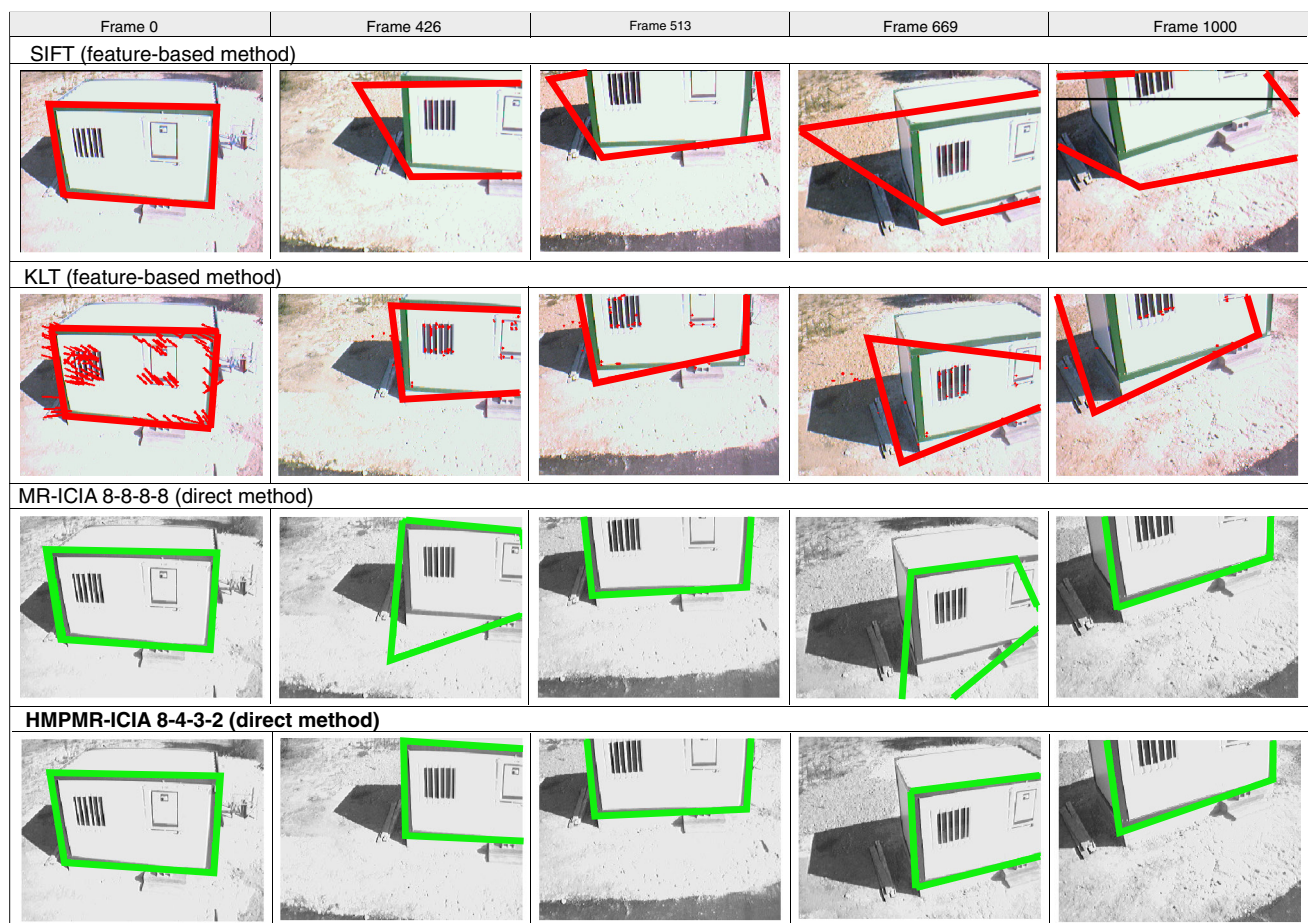 Frame 0 Frame 426 Frame 513 Frame 669 Frame 1000
SIFT (feature-based method)
KLT (feature-based method)
MR-ICIA 8-8-8-8 (direct method)
HMPMR-ICIA 8-4-3-2 (direct method)